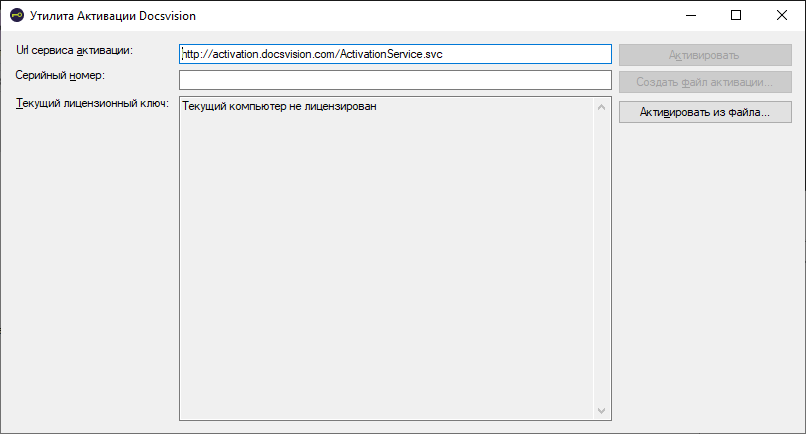 Утилита Активации Docsvision
Url сервиса активации:
http://activation.docsvision.com/ActivationService.svc
Активировать
Серийный номер:
Создать файл активации...
Текущий лицензионный ключ:
Текущий компьютер не лицензирован
Активировать из файла...